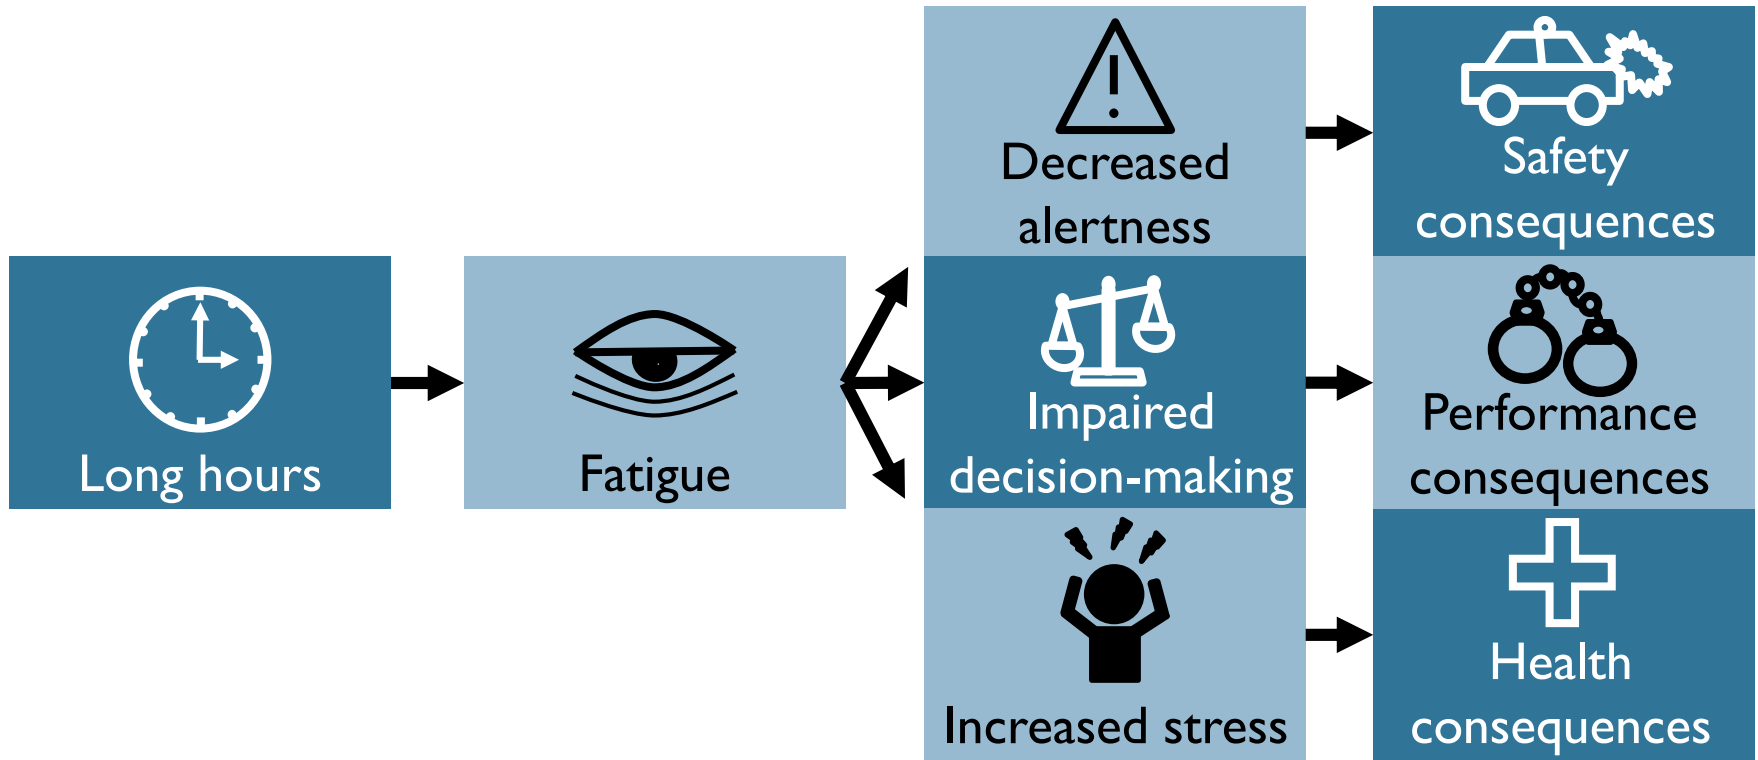 Long hours
Fatigue
Decreased
alertness
Impaired
decision-making
Increased stress
Safety
consequences
Performance
consequences
Health
consequences